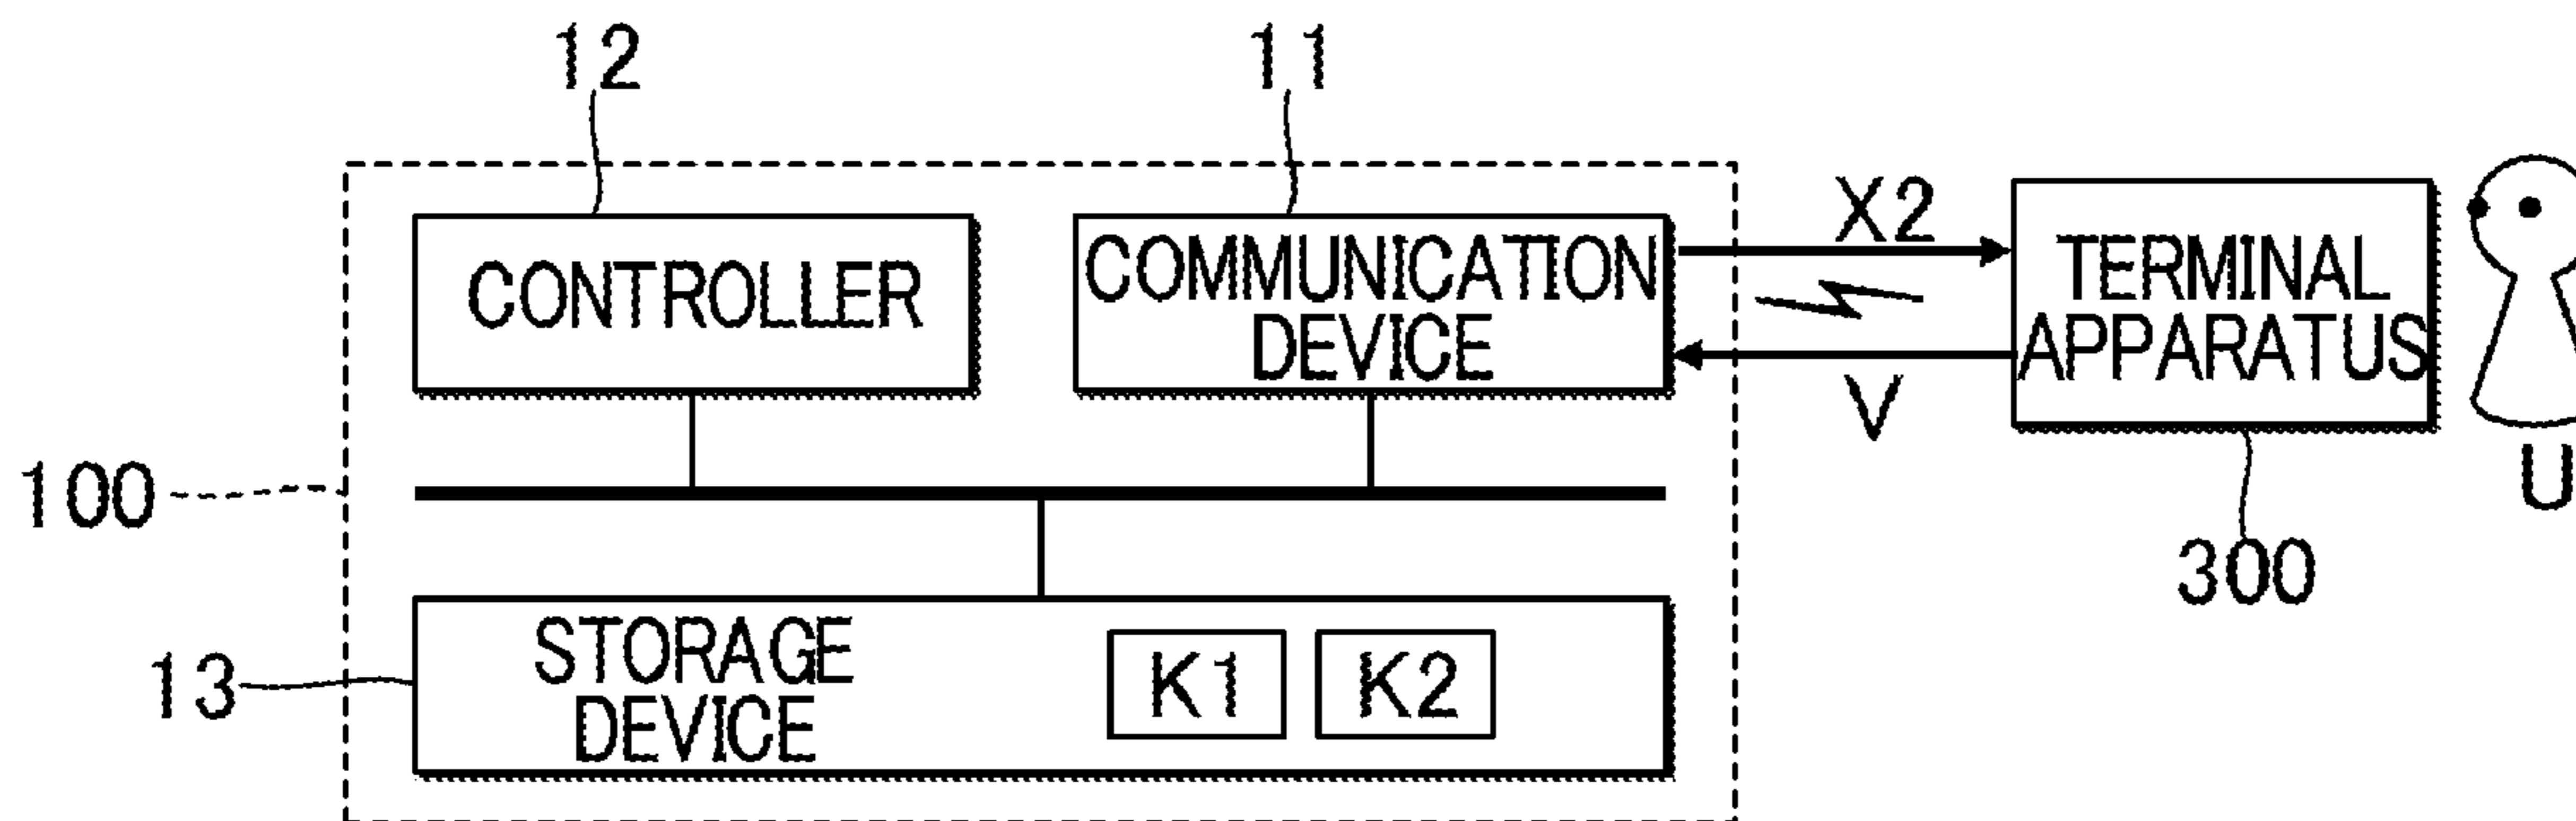 12
11
CONTROLLER
COMMUNICATION
DEVICE
X2
V
TERMINAL
APPARATUS
U
100
300
13
STORAGE
DEVICE
K1
K2